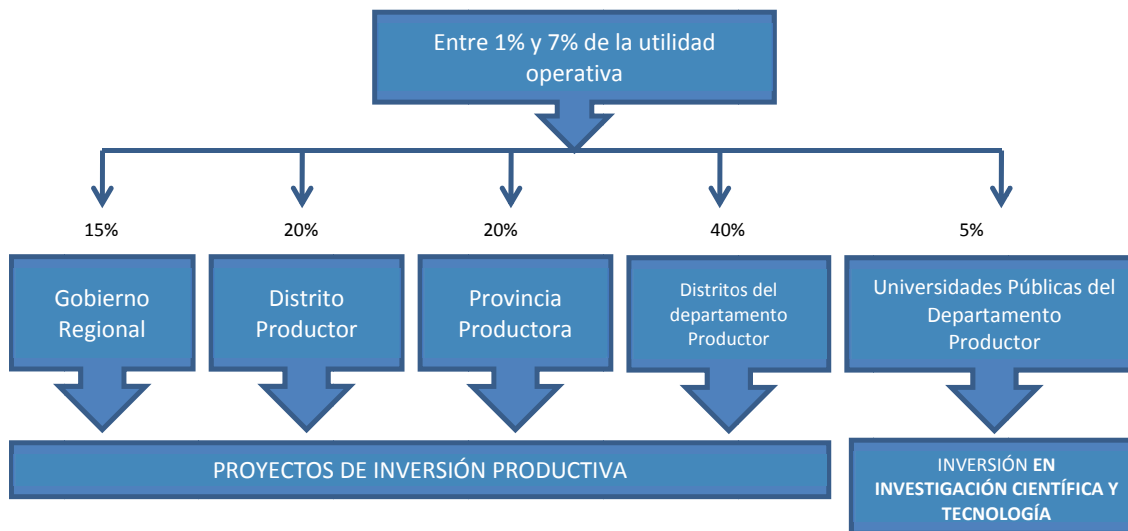 Entre 1% y 7% de la utilidad
operativa
15%
20%
20%
40%
5%
Gobierno
Regional
Distrito
Productor
Provincia
Productora
Distritos del
departamento
Productor
Universidades Públicas del
Departamento
Productor
PROYECTOS DE INVERSIÓN PRODUCTIVA
INVERSIÓN EN
INVESTIGACIÓN CIENTÍFICA Y
TECNOLOGÍA